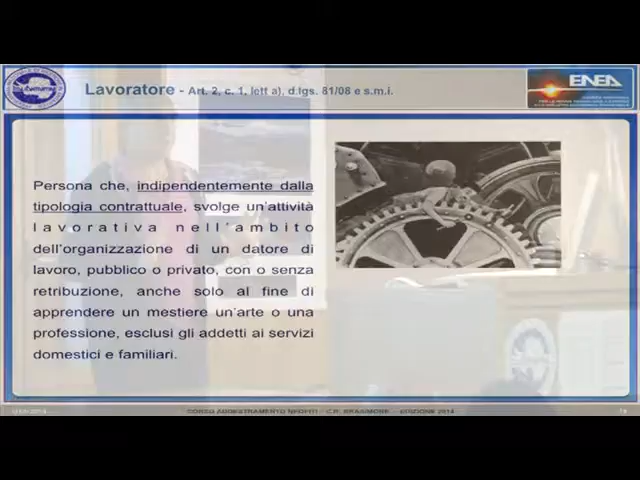 Lavoratore - Art. 2, c. 1, lett a), d.lgs. 81/08 e s.m.i.
ENEA
Persona che, indipendentemente dalla
tipologia contrattuale, svolge un'attività
lavorativa nell'ambito
dell'organizzazione di un datore di
lavoro, pubblico o privato, con o senza
retribuzione, anche solo al fine di
apprendere un mestiere un'arte o una
professione, esclusi gli addetti ai servizi
domestici e familiari.
CORSO ADDESTRAMENTO NEOFITI - C.R. BRASIMONE - EDIZIONE 2014